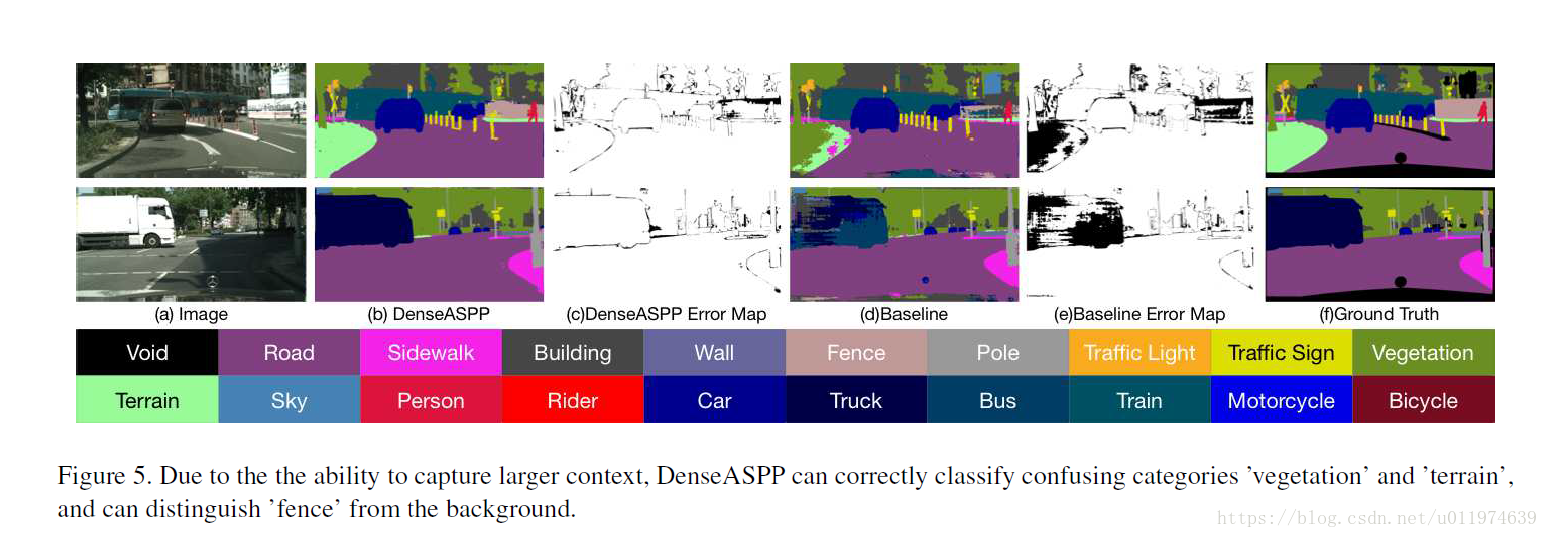 (a) Image (b) DenseASPP (c)DenseASPP Error Map (d)Baseline (e)Baseline Error Map (f)Ground Truth
Void Road Sidewalk Building Wall Fence Pole Traffic Light Traffic Sign Vegetation
Terrain Sky Person Rider Car Truck Bus Train Motorcycle Bicycle
Figure 5. Due to the the ability to capture larger context, DenseASPP can correctly classify confusing categories ’vegetation’ and ’terrain’,
and can distinguish ’fence’ from the background.
https://blog.csdn.net/u011974639